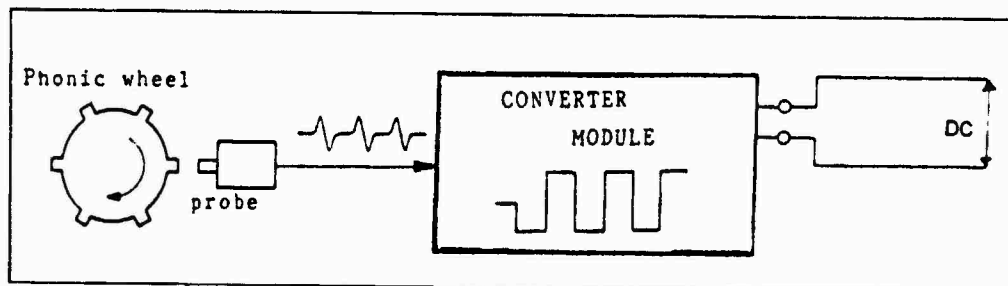 Phonic wheel
probe
CONVERTER
MODULE
DC